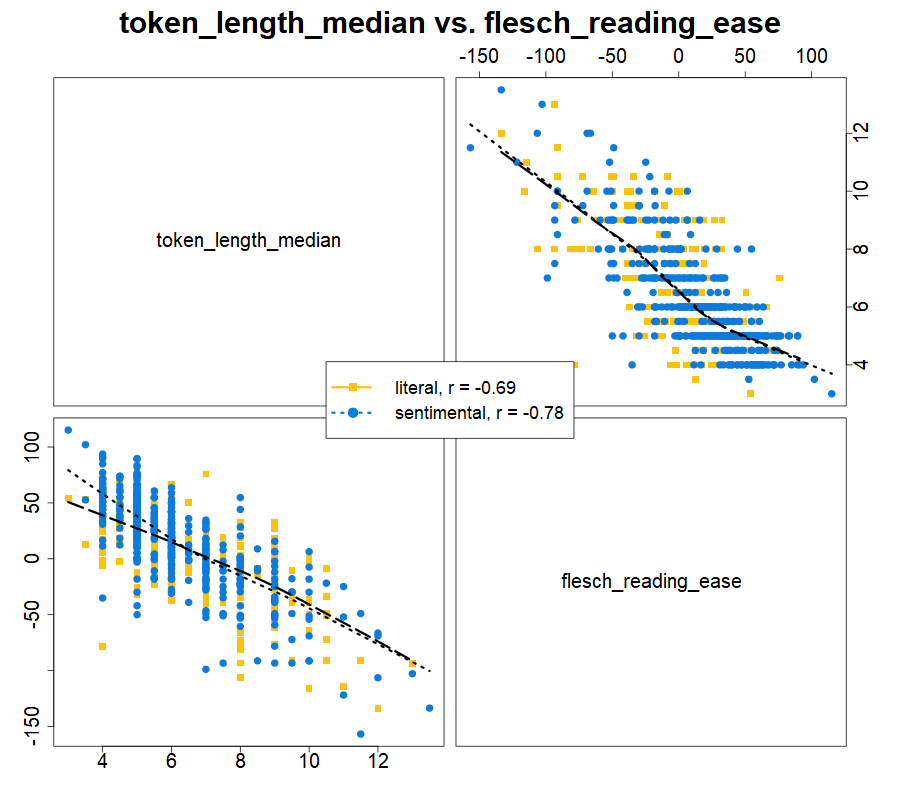 token_length_median vs. flesch_reading_ease
-150 -100 -50 0 50 100
token_length_median
12
10
8
6
4
literal, r = -0.69
sentimental, r = -0.78
100
50
0
-50
-150
flesch_reading_ease
4 6 8 10 12